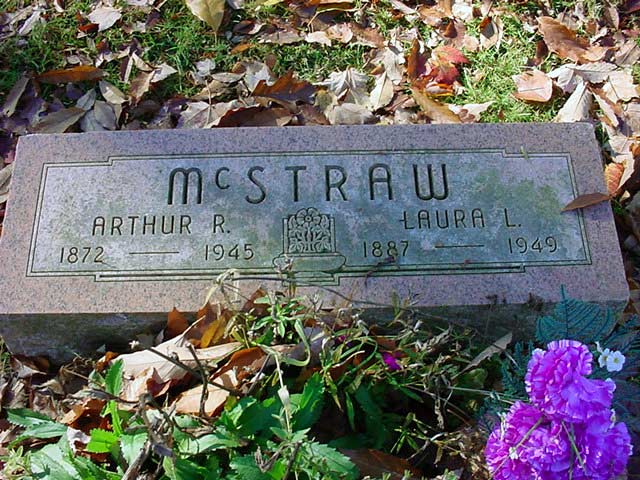 McSTRAW
ARTHUR R. LAURA L.
1872 — 1945 1887 — 1949